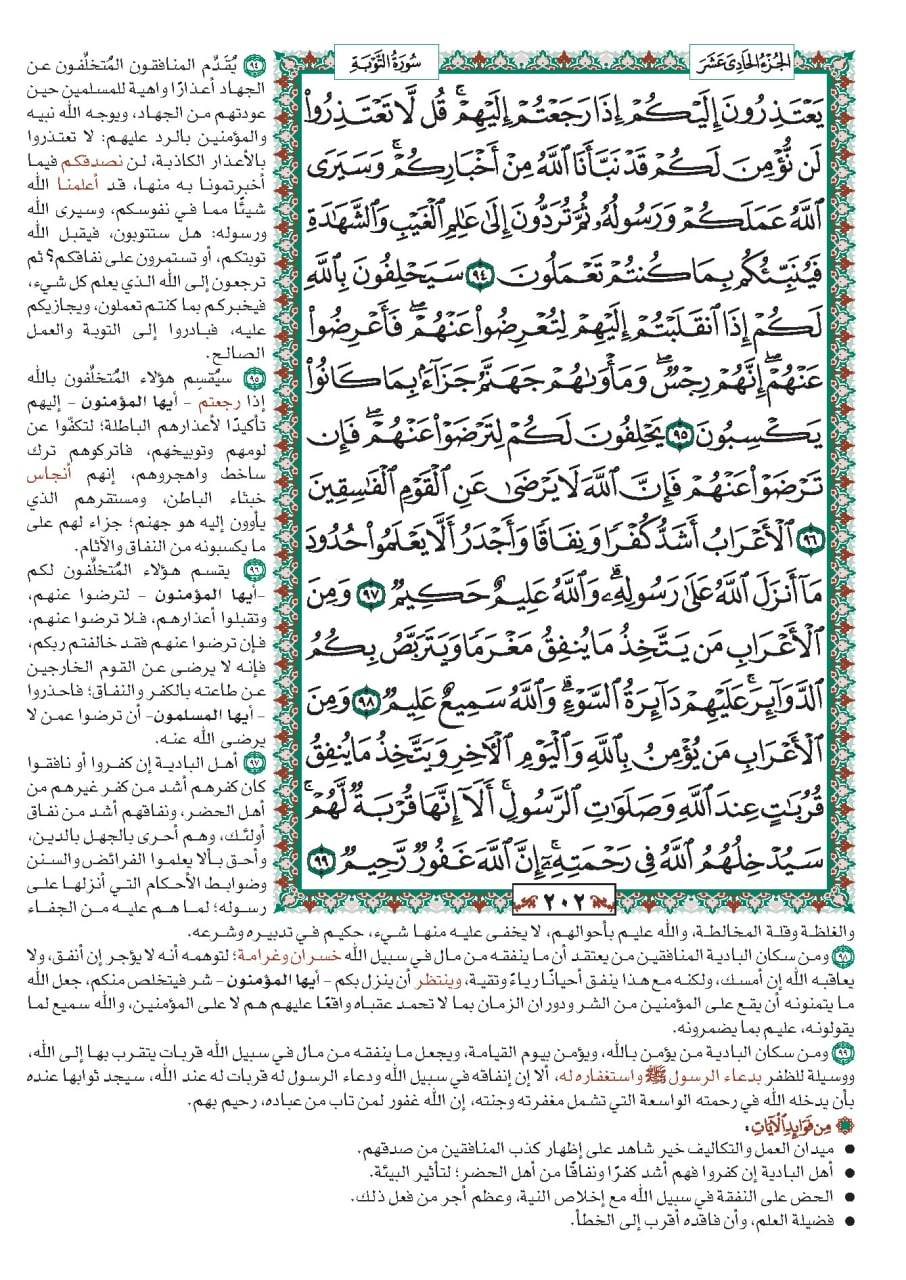 الجزء الحادي عشر
سورة التوبة
يَعْتَذِرُونَ إِلَيْكُمْ إِذَا رَجَعْتُمْ إِلَيْهِمْ ۚ قُل لَّا تَعْتَذِرُوا۟
لَن نُّؤْمِنَ لَكُمْ قَدْ نَبَّأَنَا ٱللَّهُ مِنْ أَخْبَارِكُمْ ۚ وَسَيَرَى
ٱللَّهُ عَمَلَكُمْ وَرَسُولُهُۥ ثُمَّ تُرَدُّونَ إِلَىٰ عَٰلِمِ ٱلْغَيْبِ وَٱلشَّهَٰدَةِ
فَيُنَبِّئُكُم بِمَا كُنتُمْ تَعْمَلُونَ ٩٤ سَيَحْلِفُونَ بِٱللَّهِ
لَكُمْ إِذَا ٱنقَلَبْتُمْ إِلَيْهِمْ لِتُعْرِضُوا۟ عَنْهُمْ ۖ فَأَعْرِضُوا۟
عَنْهُمْ ۖ إِنَّهُمْ رِجْسٌ ۖ وَمَأْوَىٰهُمْ جَهَنَّمُ جَزَآءًۢ بِمَا كَانُوا۟
يَكْسِبُونَ ٩٥ يَحْلِفُونَ لَكُمْ لِتَرْضَوْا۟ عَنْهُمْ ۖ فَإِن
تَرْضَوْا۟ عَنْهُمْ فَإِنَّ ٱللَّهَ لَا يَرْضَىٰ عَنِ ٱلْقَوْمِ ٱلْفَٰسِقِينَ
٩٦ ٱلْأَعْرَابُ أَشَدُّ كُفْرًا وَنِفَاقًا وَأَجْدَرُ أَلَّا يَعْلَمُوا۟ حُدُودَ
مَآ أَنزَلَ ٱللَّهُ عَلَىٰ رَسُولِهِۦ ۗ وَٱللَّهُ عَلِيمٌ حَكِيمٌ ٩٧ وَمِنَ
ٱلْأَعْرَابِ مَن يَتَّخِذُ مَا يُنفِقُ مَغْرَمًا وَيَتَرَبَّصُ بِكُمُ
ٱلدَّوَآئِرَ ۚ عَلَيْهِمْ دَآئِرَةُ ٱلسَّوْءِ ۗ وَٱللَّهُ سَمِيعٌ عَلِيمٌ ٩٨ وَمِنَ
ٱلْأَعْرَابِ مَن يُؤْمِنُ بِٱللَّهِ وَٱلْيَوْمِ ٱلْءَاخِرِ وَيَتَّخِذُ مَا يُنفِقُ
قُرُبَٰتٍ عِندَ ٱللَّهِ وَصَلَوَٰتِ ٱلرَّسُولِ ۚ أَلَآ إِنَّهَا قُرْبَةٌ لَّهُمْ ۚ
سَيُدْخِلُهُمُ ٱللَّهُ فِى رَحْمَتِهِۦٓ ۗ إِنَّ ٱللَّهَ غَفُورٌ رَّحِيمٌ ٩٩
٢٠٢
٩٤ يُقَدِّم المنافقون المُتخلِّفون عن
الجهاد أعذارًا واهية للمسلمين حين
عودتهم من الجهاد، ويوجه الله نبيه
والمؤمنين بالرد عليهم: لا تعتذروا
بالأعذار الكاذبة، لن نصدقكم فيما
أخبرتمونا به منها، قد أعلمنا الله
شيئًا مما في نفوسكم، وسيرى الله
ورسوله: هل ستتوبون، فيقبل الله
توبتكم، أو تستمرون على نفاقكم؟ ثم
ترجعون إلى الله الذي يعلم كل شيء،
فيخبركم بما كنتم تعملون، ويجازيكم
عليه، فبادروا إلى التوبة والعمل
الصالح.
٩٥ سيُقسِم هؤلاء المُتخلِّفون بالله
إذا رجعتم - أيها المؤمنون - إليهم
تأكيدًا لأعذارهم الباطلة؛ لتكفّوا عن
لومهم وتوبيخهم، فاتركوهم ترك
ساخط واهجروهم، إنهم أنجاس
خبثاء الباطن، ومستقرهم الذي
يأوون إليه هو جهنم؛ جزاء لهم على
ما يكسبونه من النفاق والآثام.
٩٦ يقسم هؤلاء المُتخلِّفون لكم
-أيها المؤمنون - لترضوا عنهم،
وتقبلوا أعذارهم، فلا ترضوا عنهم،
فإن ترضوا عنهم فقد خالفتم ربكم،
فإنه لا يرضى عن القوم الخارجين
عن طاعته بالكفر والنفاق؛ فاحذروا
- أيها المسلمون- أن ترضوا عمن لا
يرضى الله عنه.
٩٧ أهل البادية إن كفروا أو نافقوا
كان كفرهم أشد من كفر غيرهم من
أهل الحضر، ونفاقهم أشد من نفاق
أولئك، وهم أحرى بالجهل بالدين،
وأحق بألا يعلموا الفرائض والسنن
وضوابط الأحكام التي أنزلها على
رسوله؛ لما هم عليه من الجفاء
والغلظة وقلة المخالطة، والله عليم بأحوالهم، لا يخفى عليه منها شيء، حكيم في تدبيره وشرعه.
٩٨ ومن سكان البادية المنافقين من يعتقد أن ما ينفقه من مال في سبيل الله خسران وغرامة؛ لتوهمه أنه لا يؤجر إن أنفق، ولا
يعاقبه الله إن أمسك، ولكنه مع هذا ينفق أحيانًا رياءً وتقية، وينتظر أن ينزل بكم - أيها المؤمنون - شر فيتخلص منكم، جعل الله
ما يتمنونه أن يقع على المؤمنين من الشر ودوران الزمان بما لا تحمد عقباه واقعًا عليهم هم لا على المؤمنين، والله سميع لما
يقولونه، عليم بما يضمرونه.
٩٩ ومن سكان البادية من يؤمن بالله، ويؤمن بيوم القيامة، ويجعل ما ينفقه من مال في سبيل الله قربات يتقرب بها إلى الله،
ووسيلة للظفر بدعاء الرسول ﷺ واستغفاره له، ألا إن إنفاقه في سبيل الله ودعاء الرسول له قربات له عند الله، سيجد ثوابها عنده
بأن يدخله الله في رحمته الواسعة التي تشمل مغفرته وجنته، إن الله غفور لمن تاب من عباده، رحيم بهم.
من فوائد الآيات:
• ميدان العمل والتكاليف خير شاهد على إظهار كذب المنافقين من صدقهم.
• أهل البادية إن كفروا فهم أشد كفرًا ونفاقًا من أهل الحضر؛ لتأثير البيئة.
• الحض على النفقة في سبيل الله مع إخلاص النية، وعظم أجر من فعل ذلك.
• فضيلة العلم، وأن فاقده أقرب إلى الخطأ.